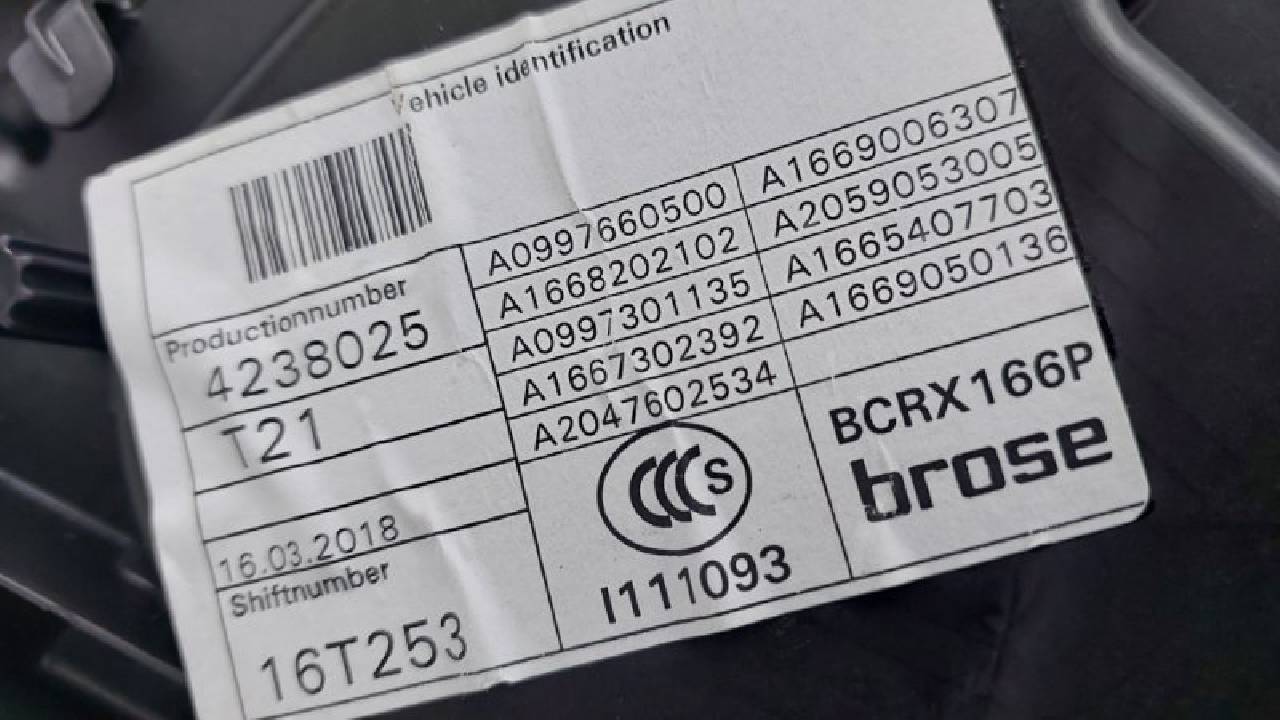 Vehicle identification
Productionnumber
4238025
T21
16.03.2018
Shiftnumber
16T253
A0997660500
A1668202102
A0997301135
A1667302392
A2047602534
A1669006307
A2059053005
A1665407703
A1669050136
CCC S
I111093
BCRX166P
brose